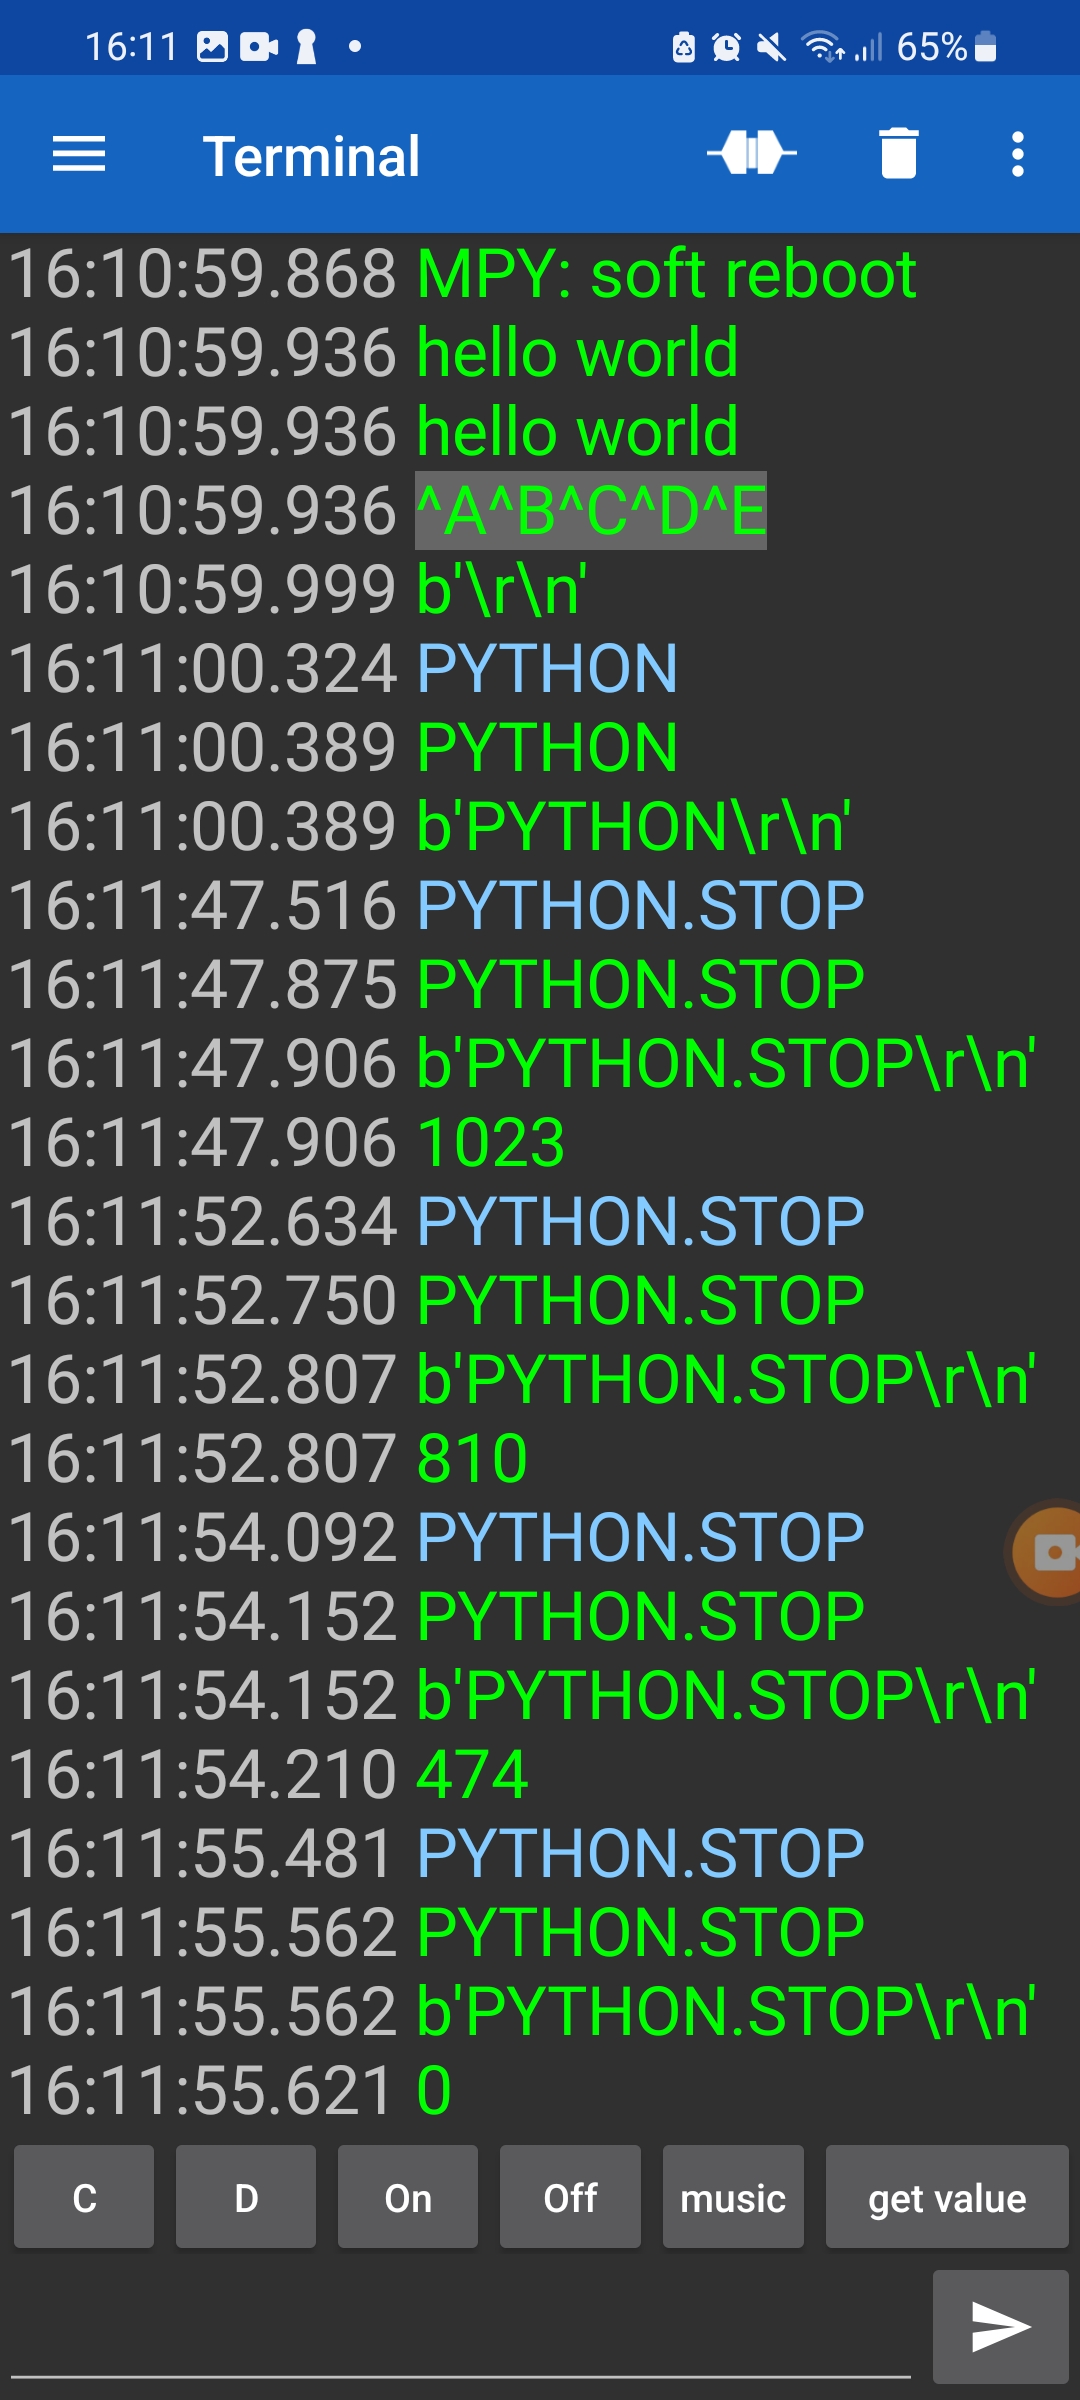 16:11 65%
Terminal
16:10:59.868 MPY: soft reboot
16:10:59.936 hello world
16:10:59.936 hello world
16:10:59.936 ^A^B^C^D^E
16:10:59.999 b'\r\n'
16:11:00.324 PYTHON
16:11:00.389 PYTHON
16:11:00.389 b'PYTHON\r\n'
16:11:47.516 PYTHON.STOP
16:11:47.875 PYTHON.STOP
16:11:47.906 b'PYTHON.STOP\r\n'
16:11:47.906 1023
16:11:52.634 PYTHON.STOP
16:11:52.750 PYTHON.STOP
16:11:52.807 b'PYTHON.STOP\r\n'
16:11:52.807 810
16:11:54.092 PYTHON.STOP
16:11:54.152 PYTHON.STOP
16:11:54.152 b'PYTHON.STOP\r\n'
16:11:54.210 474
16:11:55.481 PYTHON.STOP
16:11:55.562 PYTHON.STOP
16:11:55.562 b'PYTHON.STOP\r\n'
16:11:55.621 0
C D On Off music get value